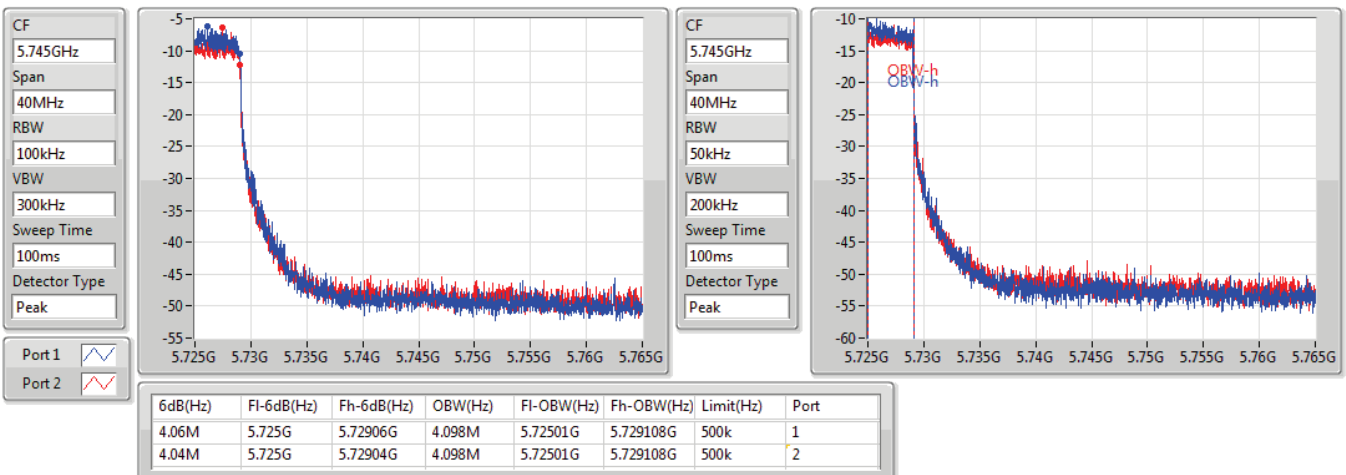 CF
5.745GHz
Span
40MHz
RBW
100kHz
VBW
300kHz
Sweep Time
100ms
Detector Type
Peak
Port 1
Port 2
-5
-10
-15
-20
-25
-30
-35
-40
-45
-50
-55
5.725G 5.73G 5.735G 5.74G 5.745G 5.75G 5.755G 5.76G 5.765G
CF
5.745GHz
Span
40MHz
RBW
50kHz
VBW
200kHz
Sweep Time
100ms
Detector Type
Peak
-10
-15
-20
-25
-30
-35
-40
-45
-50
-55
-60
OBW-h
OBW-h
5.725G 5.73G 5.735G 5.74G 5.745G 5.75G 5.755G 5.76G 5.765G
6dB(Hz) Fl-6dB(Hz) Fh-6dB(Hz) OBW(Hz) Fl-OBW(Hz) Fh-OBW(Hz) Limit(Hz) Port
4.06M 5.725G 5.72906G 4.098M 5.72501G 5.729108G 500k 1
4.04M 5.725G 5.72904G 4.098M 5.72501G 5.729108G 500k 2